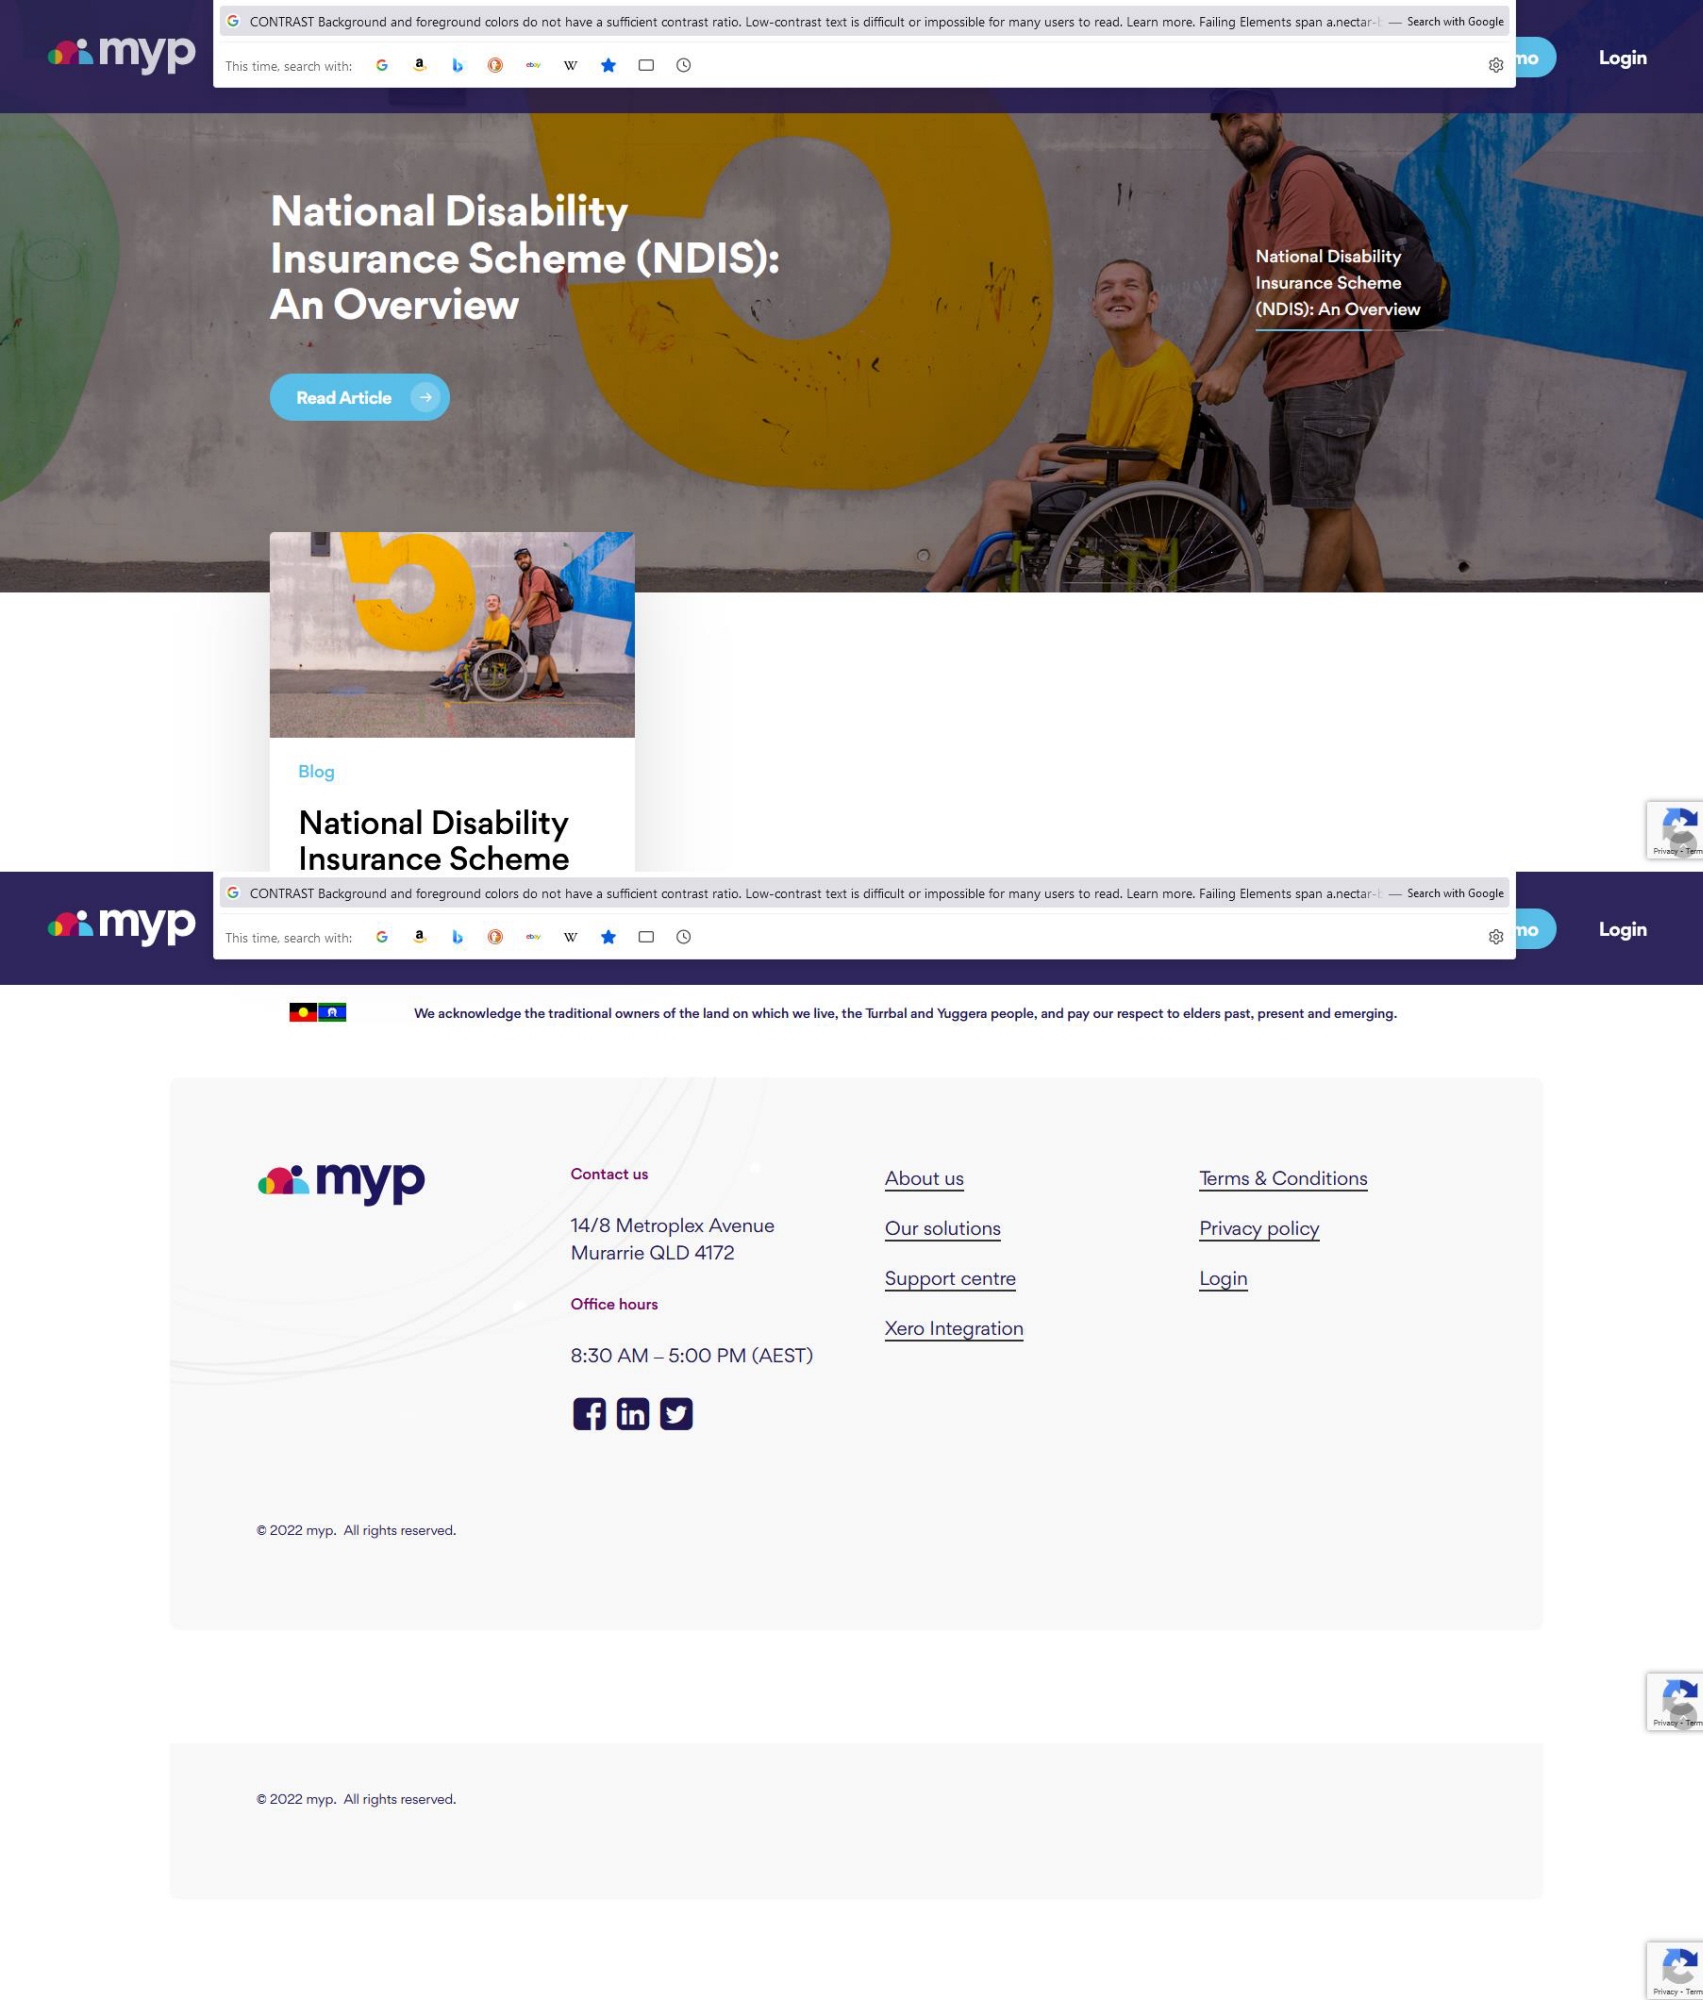 CONTRAST Background and foreground colors do not have a sufficient contrast ratio. Low-contrast text is difficult or impossible for many users to read. Learn more. Failing Elements span a.nectar-b — Search with Google
myp
This time, search with: a b ebay W
mo
Login
National Disability
Insurance Scheme (NDIS):
An Overview
National Disability
Insurance Scheme
(NDIS): An Overview
Read Article
Blog
National Disability
Insurance Scheme
Privacy - Term
CONTRAST Background and foreground colors do not have a sufficient contrast ratio. Low-contrast text is difficult or impossible for many users to read. Learn more. Failing Elements span a.nectar-b — Search with Google
myp
This time, search with: a b ebay W
mo
Login
We acknowledge the traditional owners of the land on which we live, the Turrbal and Yuggera people, and pay our respect to elders past, present and emerging.
myp
Contact us
14/8 Metroplex Avenue
Murarrie QLD 4172
Office hours
8:30 AM – 5:00 PM (AEST)
About us
Our solutions
Support centre
Xero Integration
Terms & Conditions
Privacy policy
Login
© 2022 myp. All rights reserved.
Privacy - Term
© 2022 myp. All rights reserved.
Privacy - Term